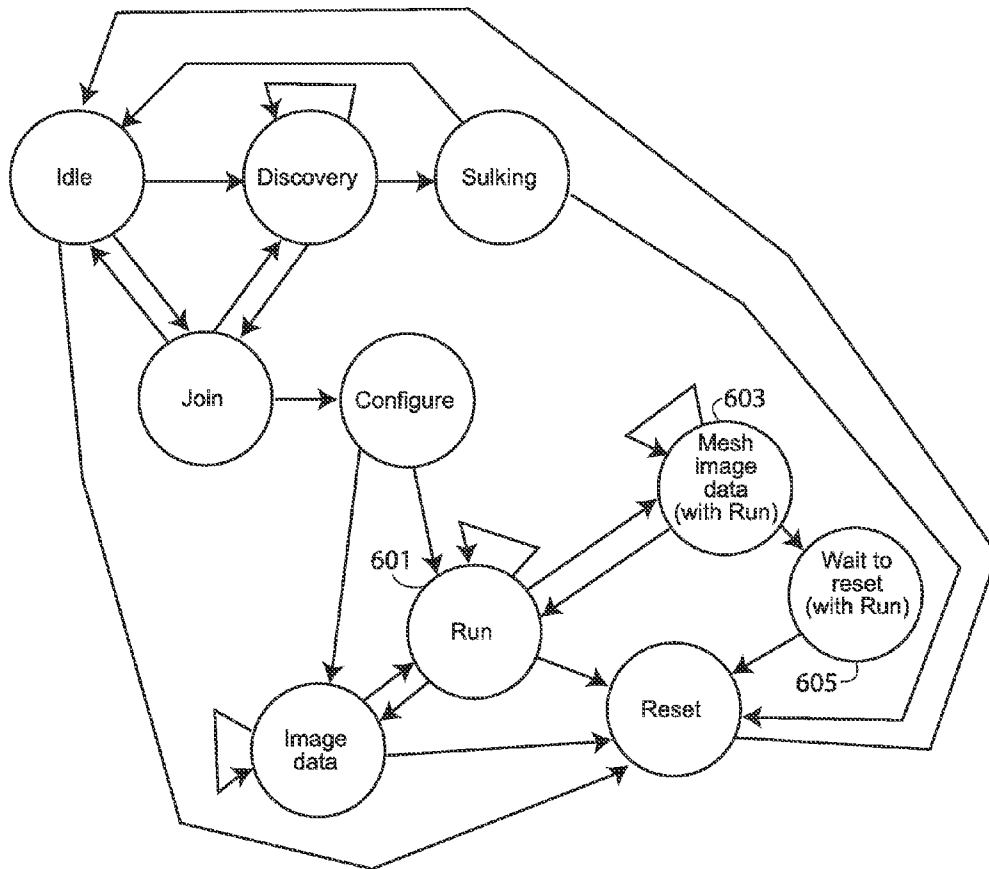 Idle
Discovery
Sulking
Join
Configure
603
Mesh
image
data
(with Run)
601
Run
Wait to
reset
(with Run)
605
Reset
Image
data